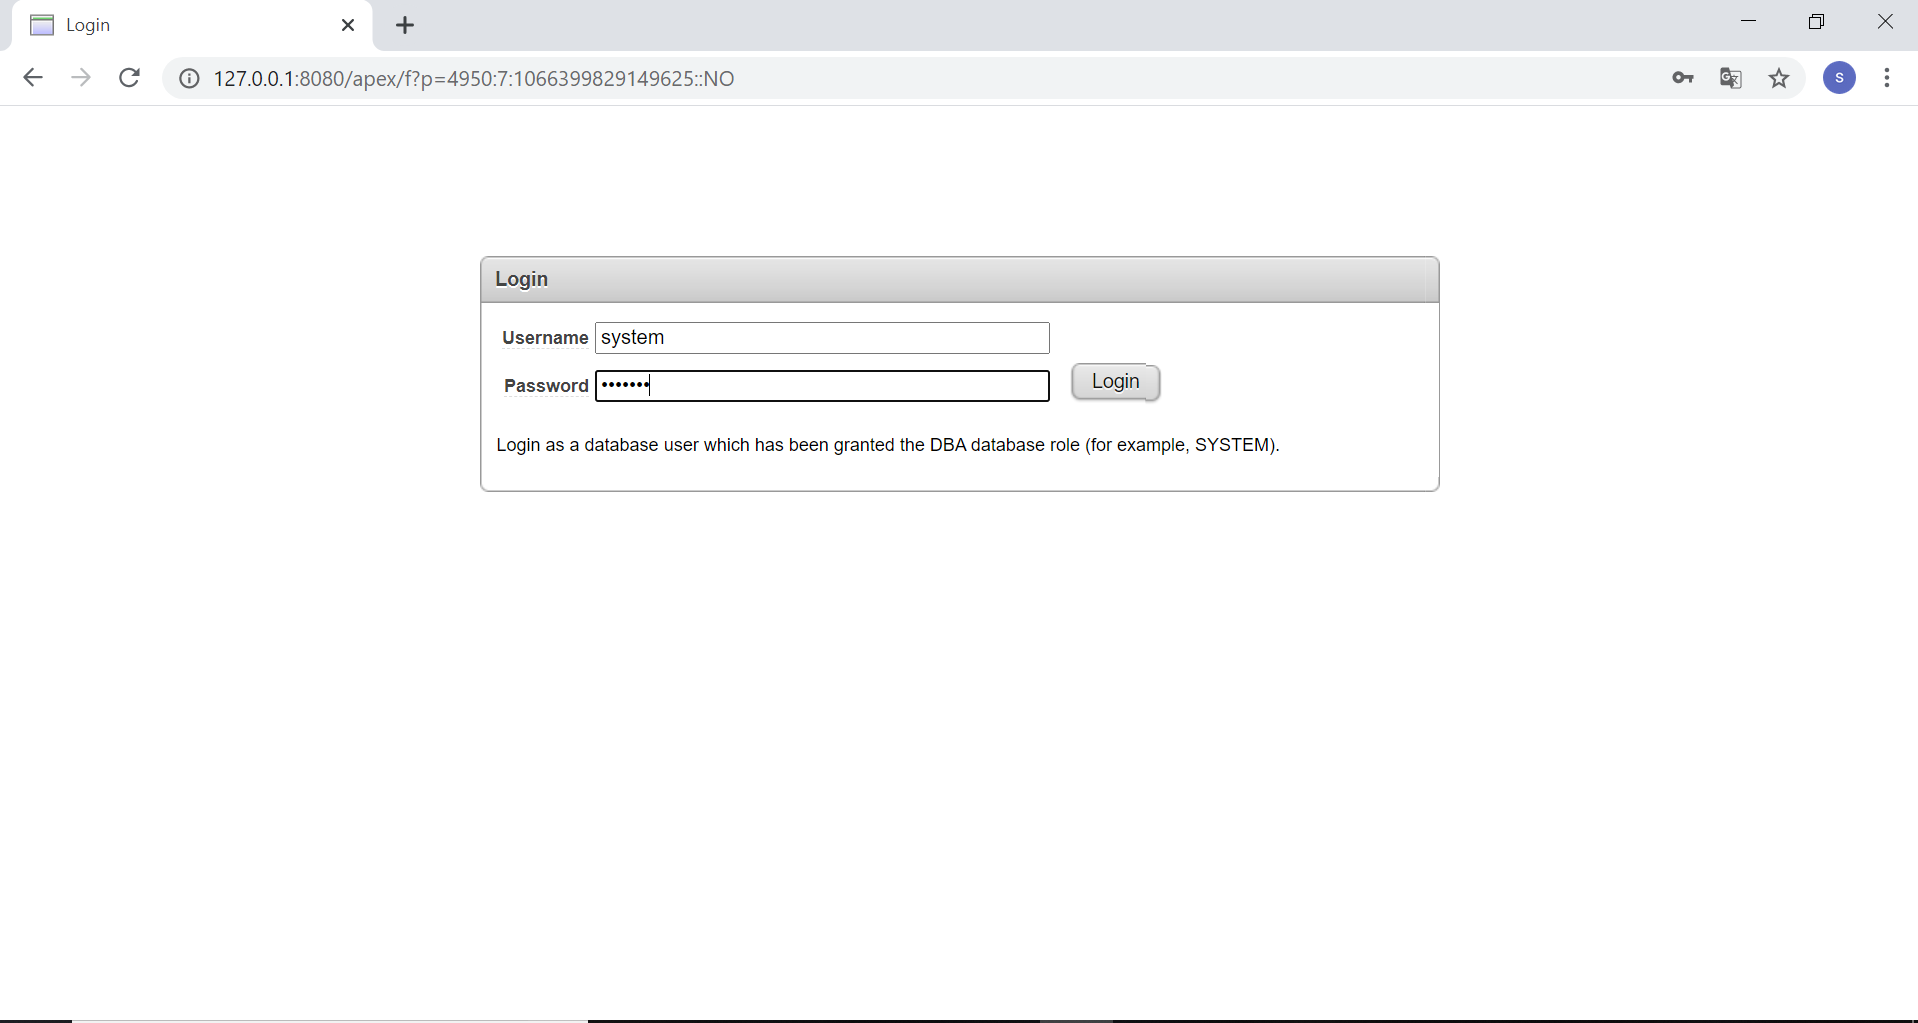 Login
127.0.0.1:8080/apex/f?p=4950:7:1066399829149625::NO
S
Login
Username system
Password •••••••
Login
Login as a database user which has been granted the DBA database role (for example, SYSTEM).